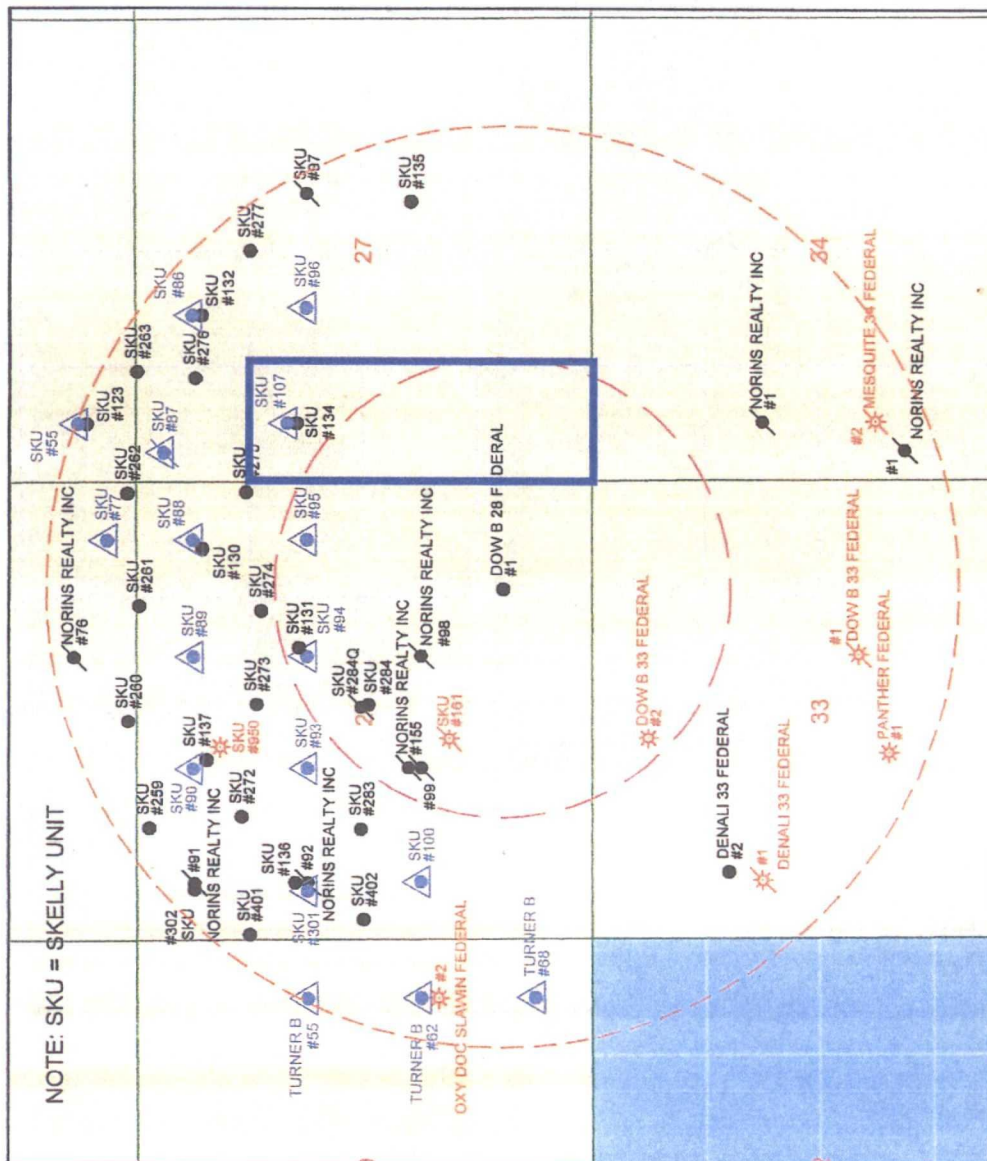 NOTE: SKU = SKELLY UNIT
SKU
#55
SKU
#123
NORINS REALTY INC
#76
SKU
#77
SKU
#262
SKU
#263
SKU
#87
SKU
#86
SKU
#132
SKU
#276
SKU
#277
SKU
#97
SKU
#135
SKU
#96
27
SKU
#260
SKU
#261
SKU
#88
SKU
#130
SKU
#89
SKU
#259
SKU
#90
SKU
#137
SKU
#950
SKU
#273
SKU
#274
SKU
SKU
#107
SKU
#134
SKU
#95
SKU
#131
SKU
#94
SKU
#272
#91
#302
SKU
NORINS REALTY INC
SKU
#401
SKU
#136
#92
NORINS REALTY INC
SKU
#301
SKU
#93
SKU
#284Q
SKU
#284
SKU
#283
SKU
#402
SKU
#100
NORINS REALTY INC
#155
#99
SKU
#161
NORINS REALTY INC
#98
DOW B 28 FEDERAL
#1
TURNER B
#55
TURNER B
#62
#2
OXY DOC SLAWIN FEDERAL
TURNER B
#68
DOW B 33 FEDERAL
#2
NORINS REALTY INC
#1
34
#2
MESQUITE 34 FEDERAL
#1
NORINS REALTY INC
DENALI 33 FEDERAL
#2
#1
DENALI 33 FEDERAL
33
#1
DOW B 33 FEDERAL
PANTHER FEDERAL
#1